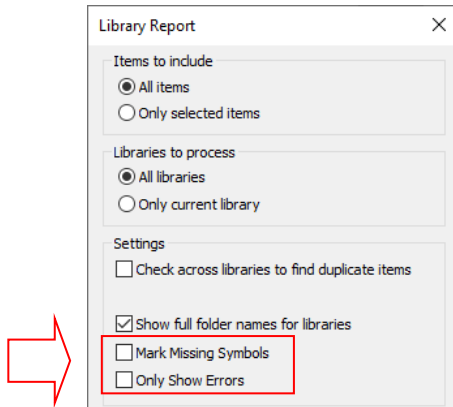 Library Report
Items to include
All items
Only selected items
Libraries to process
All libraries
Only current library
Settings
Check across libraries to find duplicate items
Show full folder names for libraries
Mark Missing Symbols
Only Show Errors